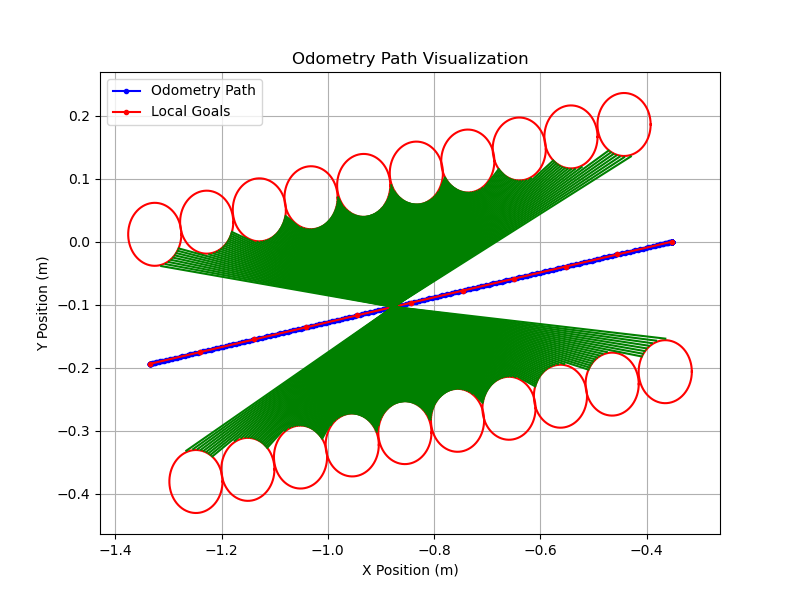 Odometry Path Visualization
Odometry Path
Local Goals
0.2
0.1
0.0
−0.1
−0.2
−0.3
−0.4
Y Position (m)
−1.4 −1.2 −1.0 −0.8 −0.6 −0.4
X Position (m)